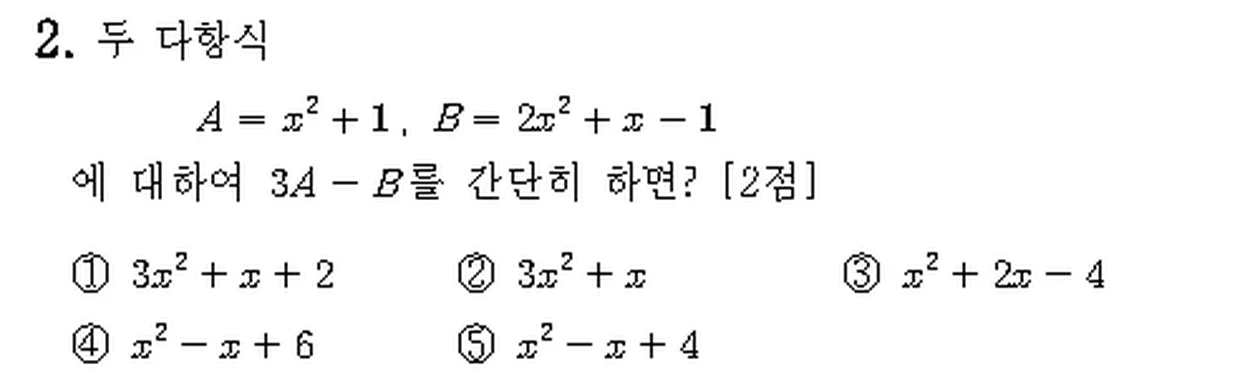 2. 두 다항식
A = x² + 1, B = 2x² + x − 1
에 대하여 3A − B를 간단히 하면? [2점]
① 3x² + x + 2 ② 3x² + x ③ x² + 2x − 4
④ x² − x + 6 ⑤ x² − x + 4